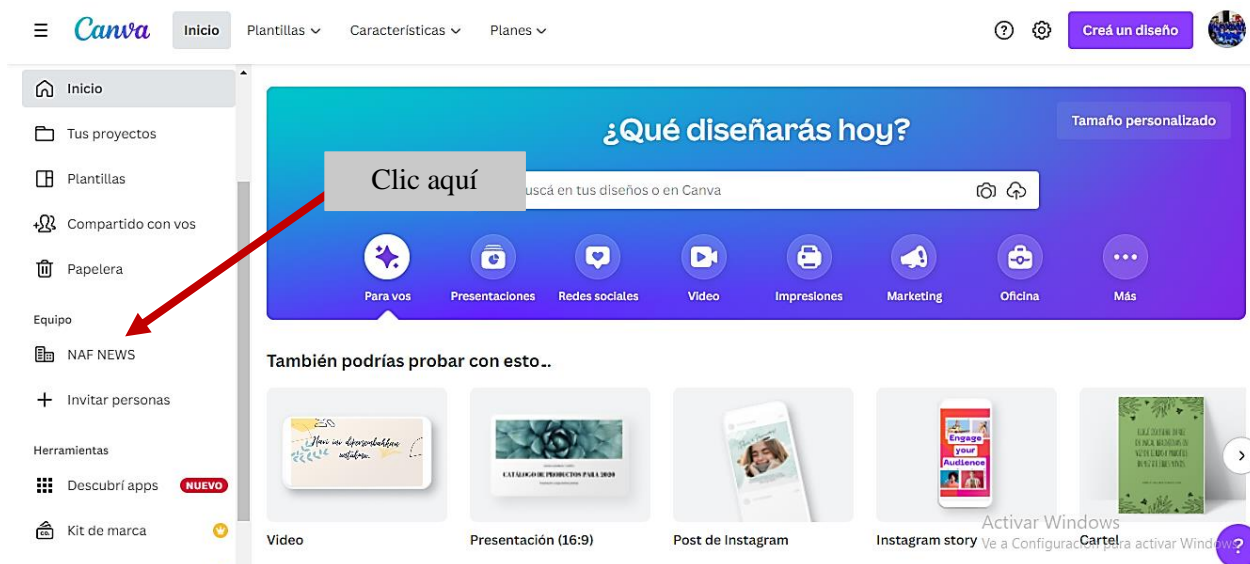 Canva
Inicio
Plantillas
Características
Planes
Creá un diseño
Inicio
Tus proyectos
Plantillas
Compartido con vos
Papelera
Equipo
NAF NEWS
Invitar personas
Herramientas
Descubrí apps NUEVO
Kit de marca
¿Qué diseñarás hoy?
Tamaño personalizado
Clic aquí
uscá en tus diseños o en Canva
Para vos
Presentaciones
Redes sociales
Video
Impresiones
Marketing
Oficina
Más
También podrías probar con esto…
CATÁLOGO DE PRODUCTOS PARA 2020
Engage
your
Audience
Video
Presentación (16:9)
Post de Instagram
Instagram story
Cartel
Activar Windows
Ve a Configuración para activar Windows.